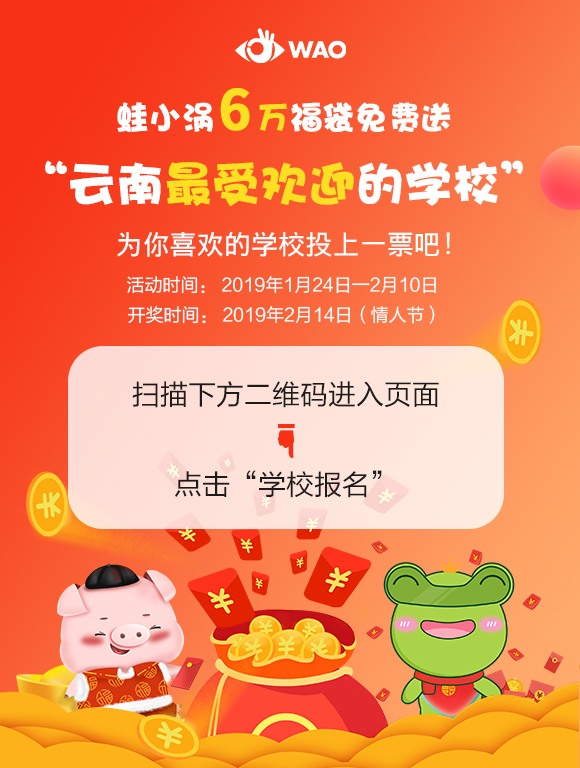 WAO
蛙小涡6万福袋免费送
“云南最受欢迎的学校”
为你喜欢的学校投上一票吧！
活动时间：2019年1月24日—2月10日
开奖时间：2019年2月14日（情人节）
扫描下方二维码进入页面
点击“学校报名”